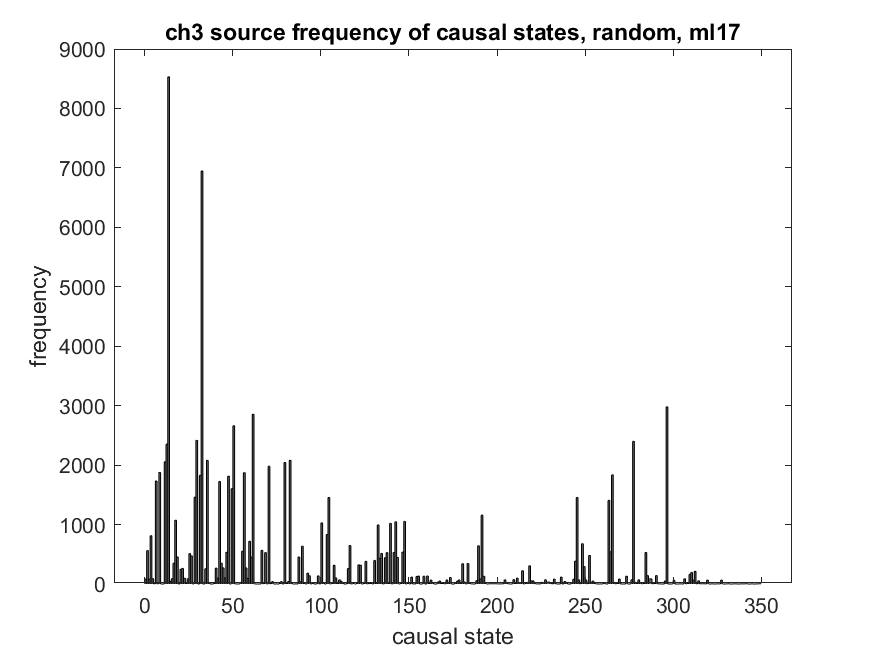 ch3 source frequency of causal states, random, ml17
9000
8000
7000
6000
5000
4000
3000
2000
1000
0
frequency
0 50 100 150 200 250 300 350
causal state